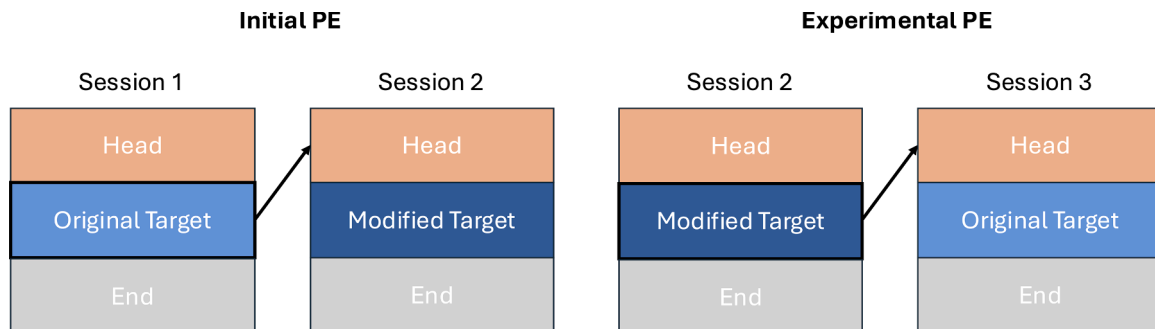 Initial PE
Experimental PE
Session 1
Session 2
Session 2
Session 3
Head
Head
Head
Head
Original Target
Modified Target
Modified Target
Original Target
End
End
End
End